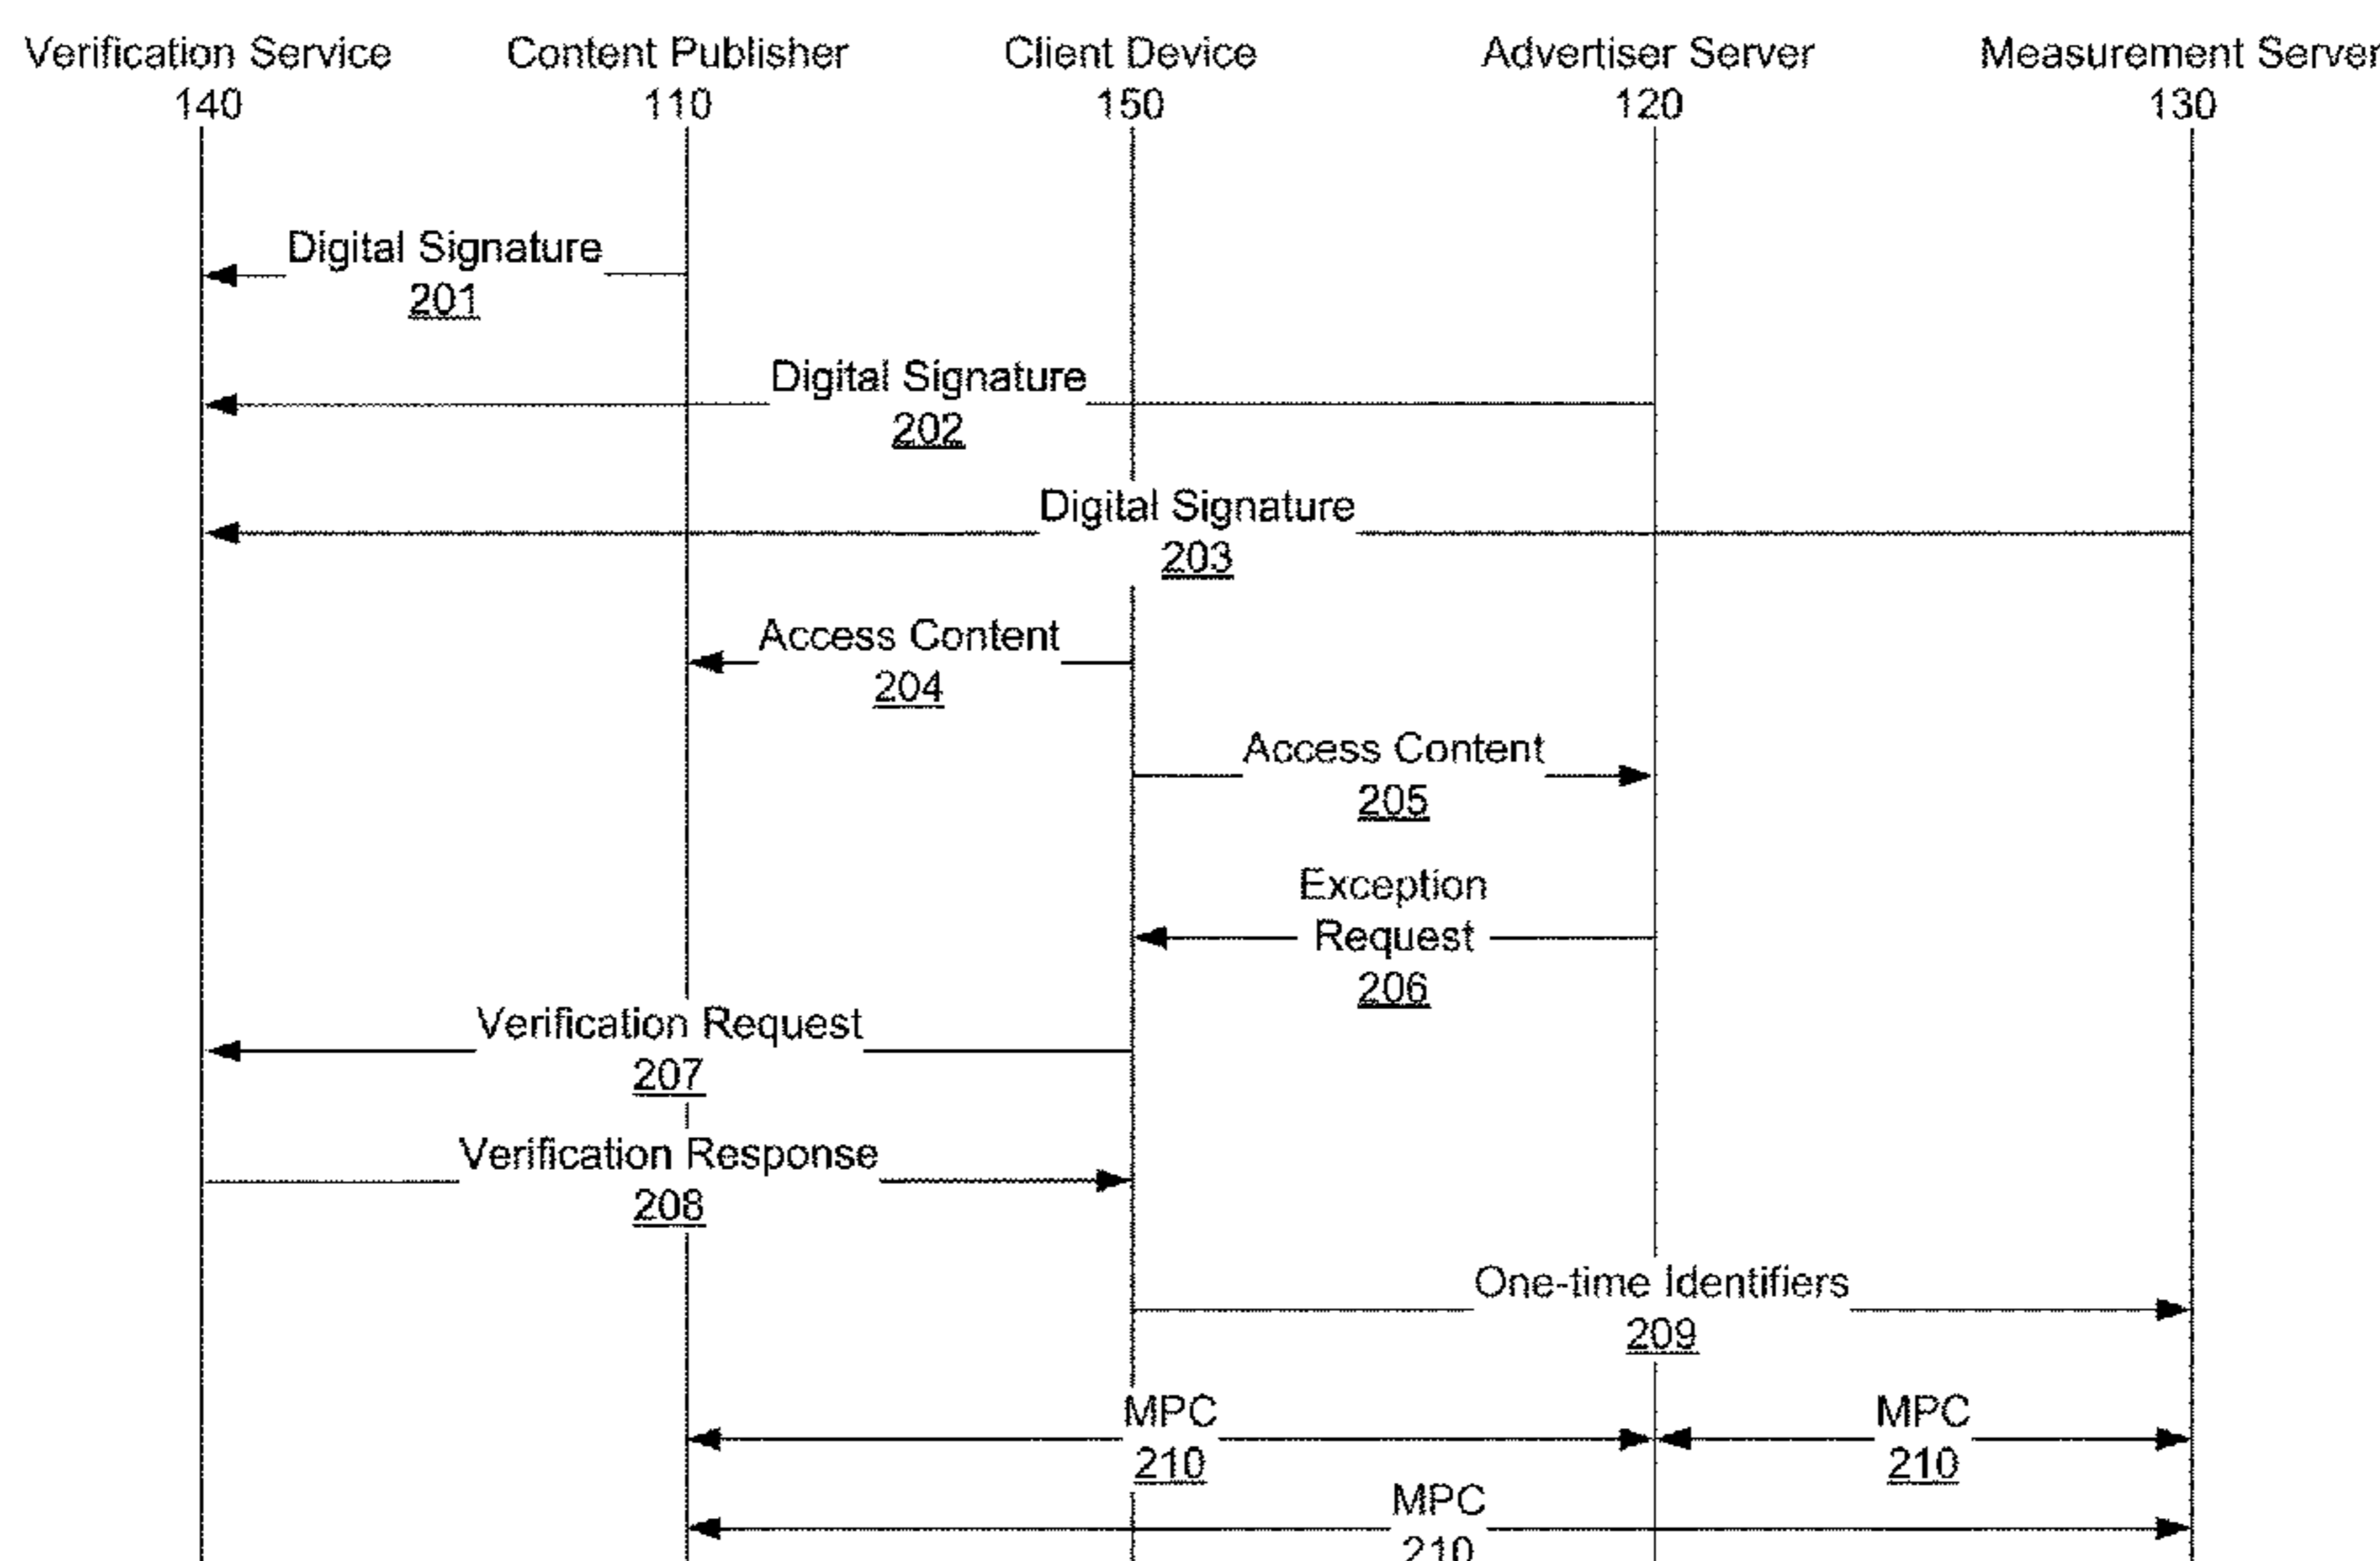 Verification Service Content Publisher Client Device Advertiser Server Measurement Server
140 110 150 120 130
Digital Signature
201
Digital Signature
202
Digital Signature
203
Access Content
204
Access Content
205
Exception
Request
206
Verification Request
207
Verification Response
208
One-time Identifiers
209
MPC MPC
210 210
MPC
210